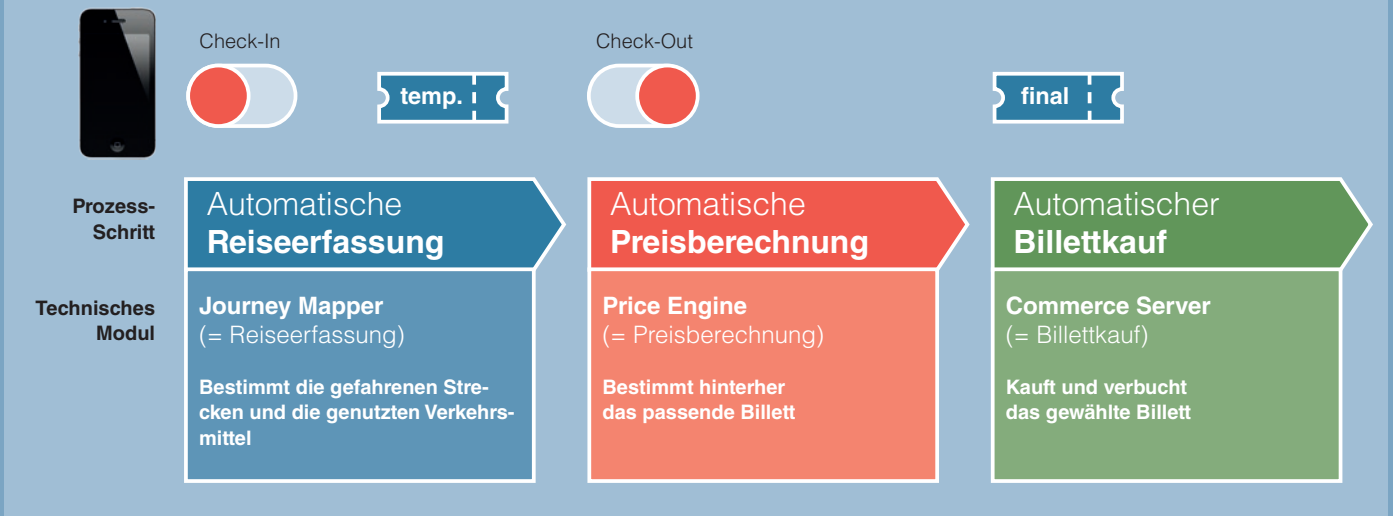 Check-In
temp.
Check-Out
final
Prozess-
Schritt
Automatische
Reiseerfassung
Automatische
Preisberechnung
Automatischer
Billettkauf
Technisches
Modul
Journey Mapper
(= Reiseerfassung)
Bestimmt die gefahrenen Stre-
cken und die genutzten Verkehrs-
mittel
Price Engine
(= Preisberechnung)
Bestimmt hinterher
das passende Billett
Commerce Server
(= Billettkauf)
Kauft und verbucht
das gewählte Billett